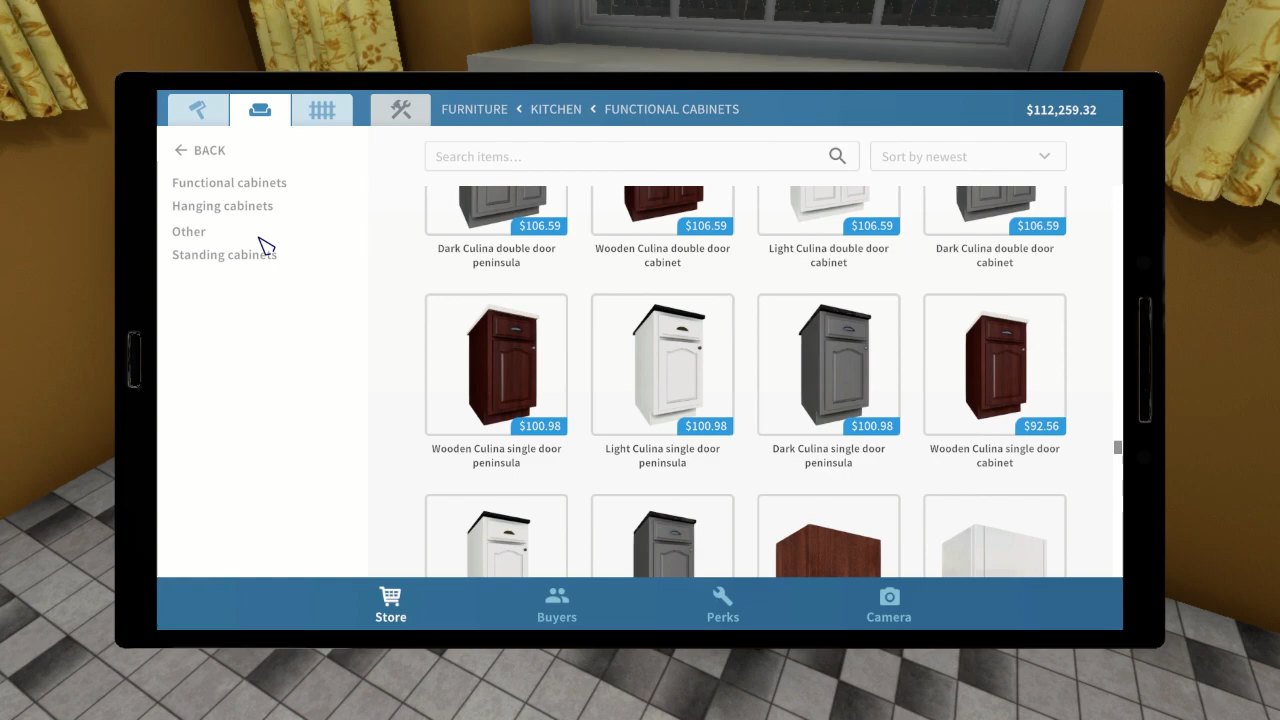 FURNITURE < KITCHEN < FUNCTIONAL CABINETS
$112,259.32
BACK
Search items...
Sort by newest
Functional cabinets
Hanging cabinets
Other
Standing cabinets
$106.59
$106.59
$106.59
$106.59
Dark Culina double door
peninsula
Wooden Culina double door
cabinet
Light Culina double door
cabinet
Dark Culina double door
cabinet
$100.98
$100.98
$100.98
$92.56
Wooden Culina single door
peninsula
Light Culina single door
peninsula
Dark Culina single door
peninsula
Wooden Culina single door
cabinet
Store
Buyers
Perks
Camera